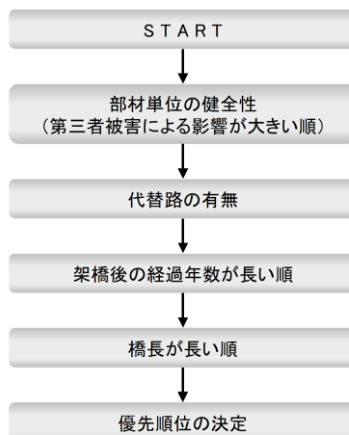 ＳＴＡＲＴ
部材単位の健全性
（第三者被害による影響が大きい順）
代替路の有無
架橋後の経過年数が長い順
橋長が長い順
優先順位の決定